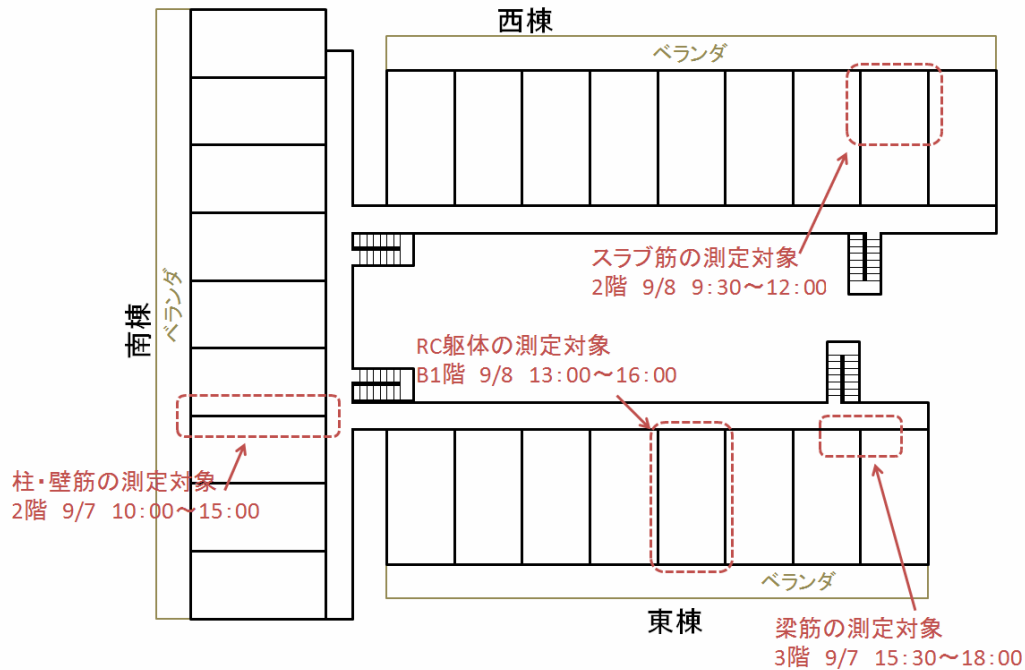 西棟
ベランダ
スラブ筋の測定対象
2階 9/8 9:30～12:00
南棟
ベランダ
RC躯体の測定対象
B1階 9/8 13:00～16:00
柱・壁筋の測定対象
2階 9/7 10:00～15:00
ベランダ
東棟
梁筋の測定対象
3階 9/7 15:30～18:00